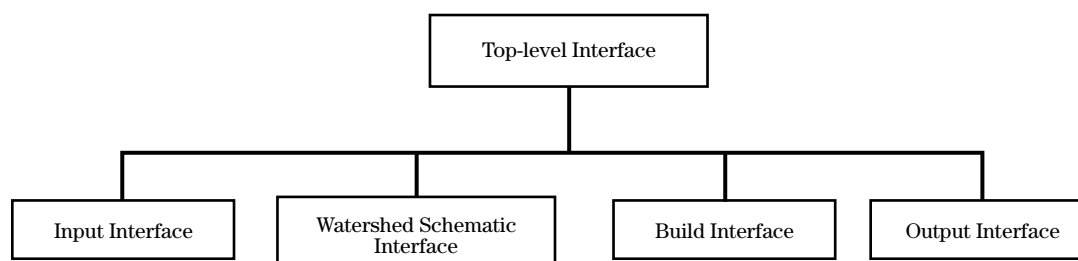 Top-level Interface
Input Interface
Watershed Schematic
Interface
Build Interface
Output Interface